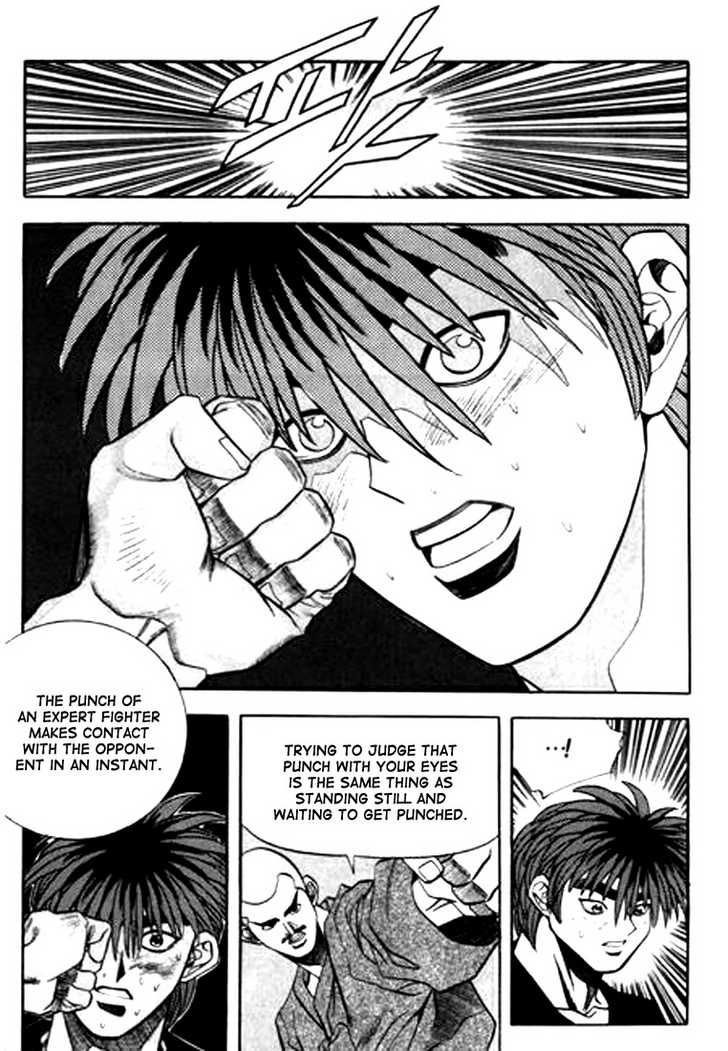 THE PUNCH OF
AN EXPERT FIGHTER
MAKES CONTACT
WITH THE OPPON-
ENT IN AN INSTANT.
TRYING TO JUDGE THAT
PUNCH WITH YOUR EYES
IS THE SAME THING AS
STANDING STILL AND
WAITING TO GET PUNCHED.
...!